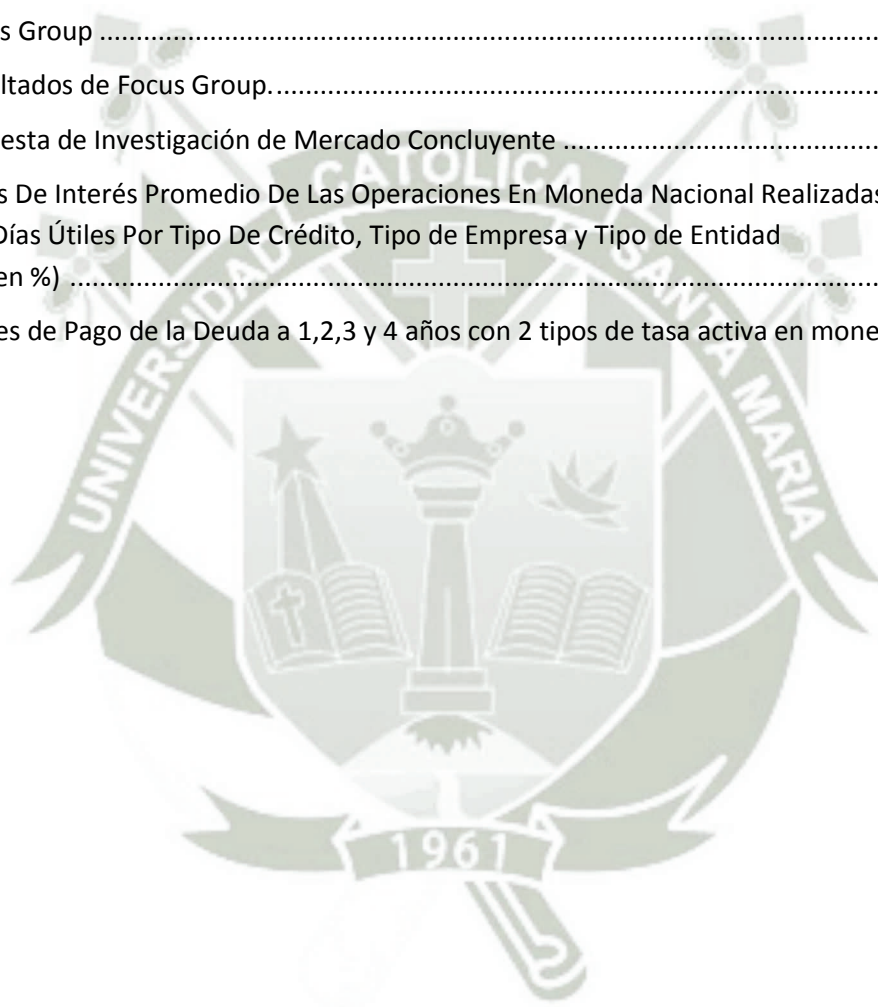 s Group ................................................................................................
ltados de Focus Group. ...........................................................................
esta de Investigación de Mercado Concluyente .......................................
s De Interés Promedio De Las Operaciones En Moneda Nacional Realizadas
Días Útiles Por Tipo De Crédito, Tipo de Empresa y Tipo de Entidad
en %) ....................................................................................................
es de Pago de la Deuda a 1,2,3 y 4 años con 2 tipos de tasa activa en mone
UNIVERSIDAD CATOLICA SANTA MARIA
1961